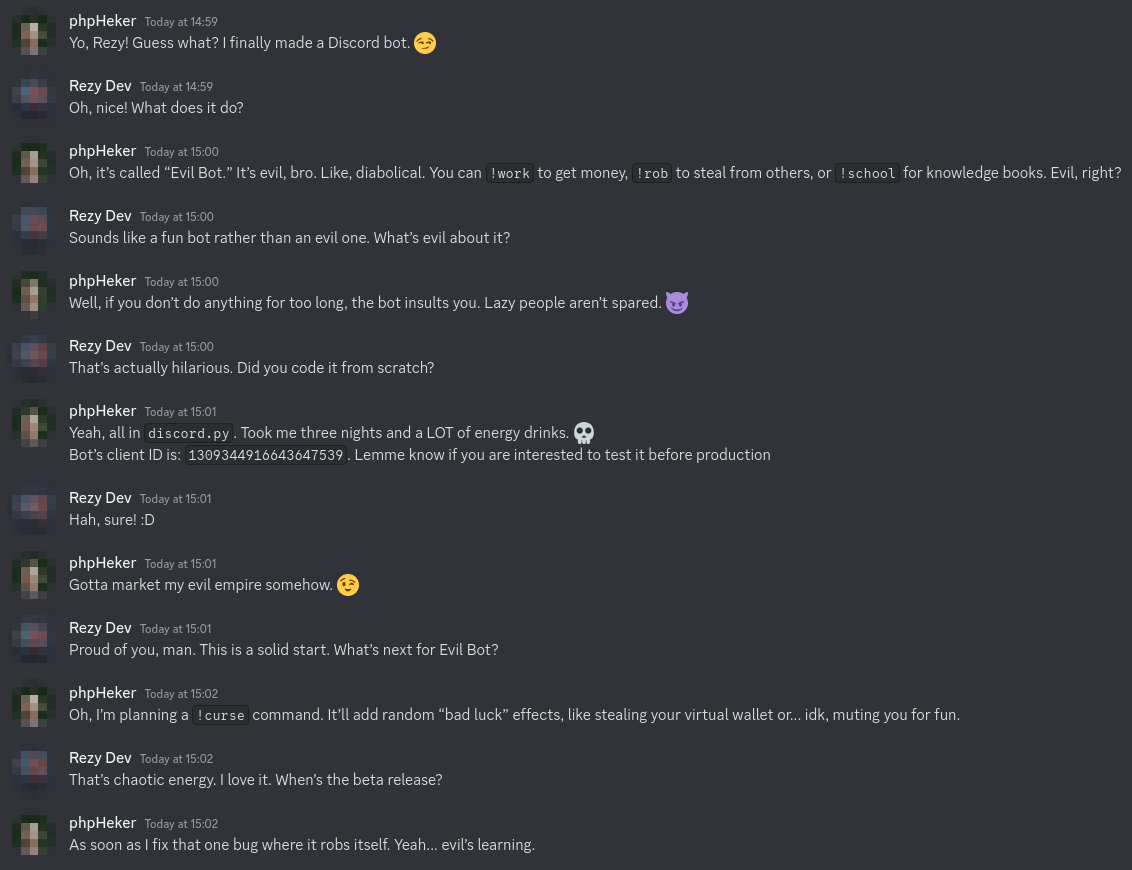 phpHeker Today at 14:59
Yo, Rezy! Guess what? I finally made a Discord bot. 😏
Rezy Dev Today at 14:59
Oh, nice! What does it do?
phpHeker Today at 15:00
Oh, it’s called “Evil Bot.” It’s evil, bro. Like, diabolical. You can !work to get money, !rob to steal from others, or !school for knowledge books. Evil, right?
Rezy Dev Today at 15:00
Sounds like a fun bot rather than an evil one. What’s evil about it?
phpHeker Today at 15:00
Well, if you don’t do anything for too long, the bot insults you. Lazy people aren’t spared. 😈
Rezy Dev Today at 15:00
That’s actually hilarious. Did you code it from scratch?
phpHeker Today at 15:01
Yeah, all in discord.py. Took me three nights and a LOT of energy drinks. 💀
Bot’s client ID is: 1309344916643647539. Lemme know if you are interested to test it before production
Rezy Dev Today at 15:01
Hah, sure! :D
phpHeker Today at 15:01
Gotta market my evil empire somehow. 😉
Rezy Dev Today at 15:01
Proud of you, man. This is a solid start. What’s next for Evil Bot?
phpHeker Today at 15:02
Oh, I’m planning a !curse command. It’ll add random “bad luck” effects, like stealing your virtual wallet or... idk, muting you for fun.
Rezy Dev Today at 15:02
That’s chaotic energy. I love it. When’s the beta release?
phpHeker Today at 15:02
As soon as I fix that one bug where it robs itself. Yeah... evil’s learning.